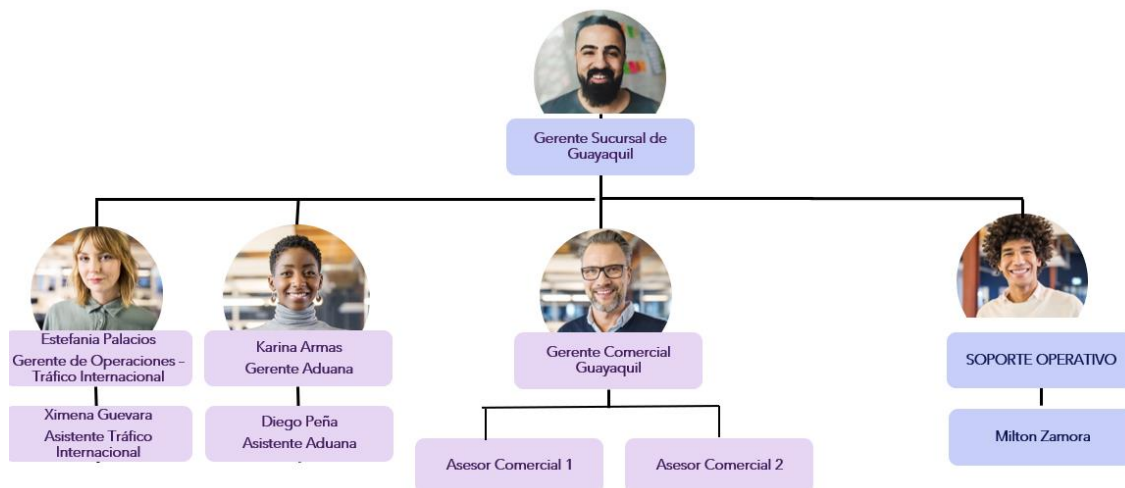 Gerente Sucursal de
Guayaquil
Estefania Palacios
Gerente de Operaciones –
Tráfico Internacional
Karina Armas
Gerente Aduana
Gerente Comercial
Guayaquil
SOPORTE OPERATIVO
Ximena Guevara
Asistente Tráfico
Internacional
Diego Peña
Asistente Aduana
Asesor Comercial 1
Asesor Comercial 2
Milton Zamora